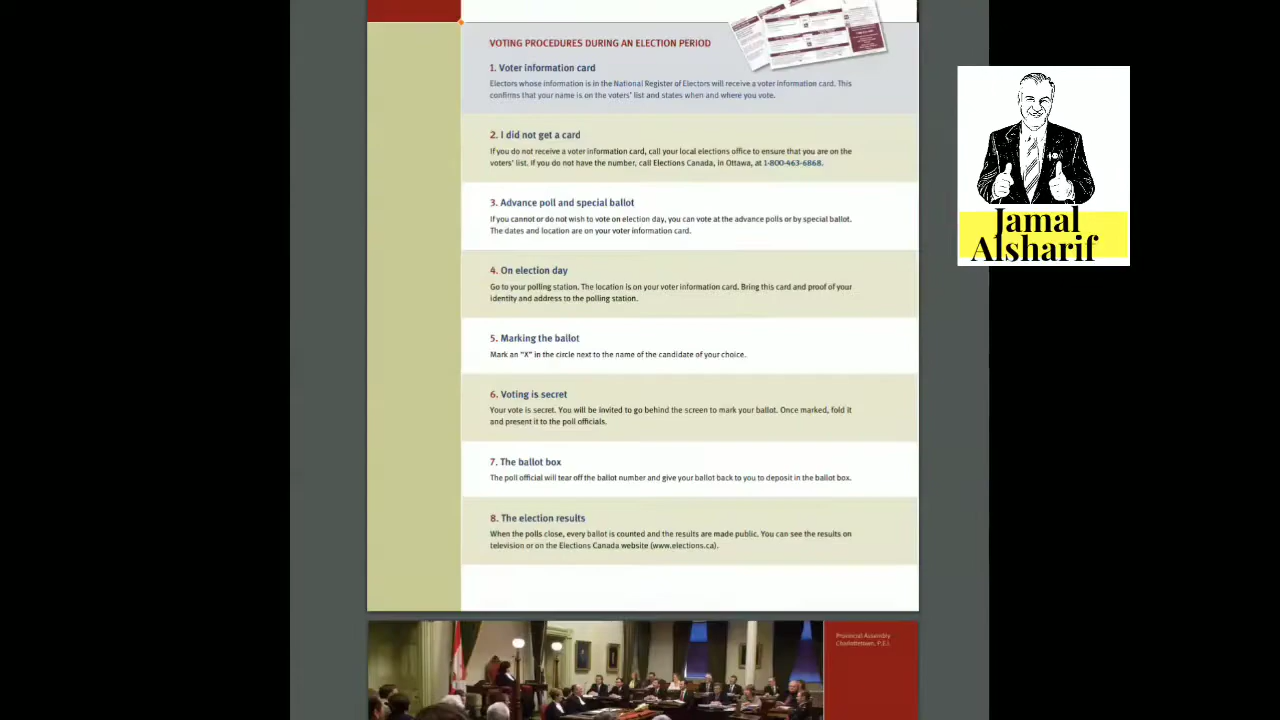 VOTING PROCEDURES DURING AN ELECTION PERIOD
1. Voter information card
Electors whose information is in the National Register of Electors will receive a voter information card. This
confirms that your name is on the voters' list and states when and where you vote.
2. I did not get a card
If you do not receive a voter information card, call your local elections office to ensure that you are on the
voters' list. If you do not have the number, call Elections Canada, in Ottawa, at 1-800-463-6868.
3. Advance poll and special ballot
If you cannot or do not wish to vote on election day, you can vote at the advance polls or by special ballot.
The dates and location are on your voter information card.
4. On election day
Go to your polling station. The location is on your voter information card. Bring this card and proof of your
identity and address to the polling station.
5. Marking the ballot
Mark an "X" in the circle next to the name of the candidate of your choice.
6. Voting is secret
Your vote is secret. You will be invited to go behind the screen to mark your ballot. Once marked, fold it
and present it to the poll officials.
7. The ballot box
The poll official will tear off the ballot number and give your ballot back to you to deposit in the ballot box.
8. The election results
When the polls close, every ballot is counted and the results are made public. You can see the results on
television or on the Elections Canada website (www.elections.ca).
Provincial Assembly
Charlottetown, P.E.I.
Jamal
Alsharif